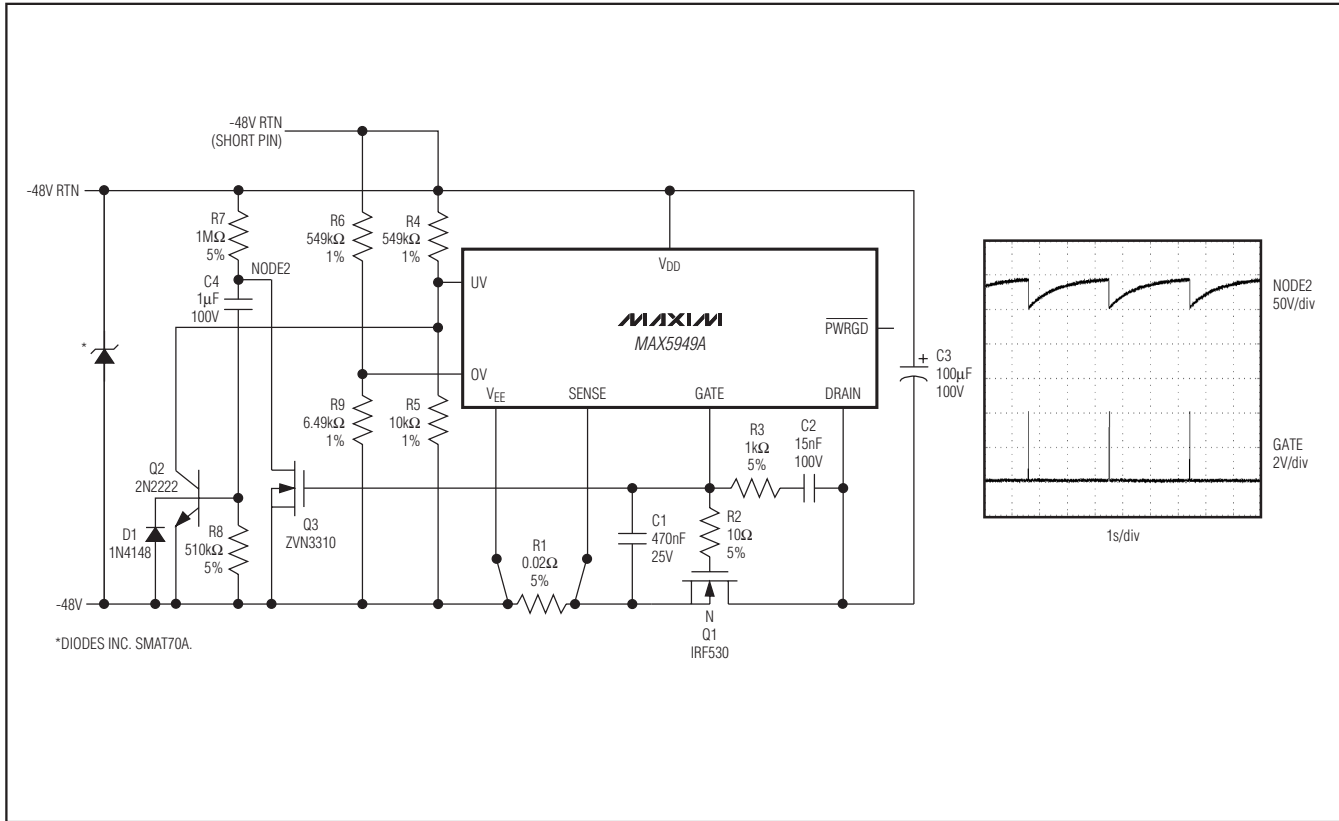 -48V RTN
(SHORT PIN)
-48V RTN
R7
1MΩ
5%
R6
549kΩ
1%
R4
549kΩ
1%
NODE2
C4
1μF
100V
VDD
UV
MAXIM
MAX5949A
PWRGD
OV
VEE
SENSE
GATE
DRAIN
*
R9
6.49kΩ
1%
R5
10kΩ
1%
C3
100μF
100V
+
Q2
2N2222
Q3
ZVN3310
D1
1N4148
R8
510kΩ
5%
R3
1kΩ
5%
C2
15nF
100V
C1
470nF
25V
R2
10Ω
5%
R1
0.02Ω
5%
-48V
N
Q1
IRF530
*DIODES INC. SMAT70A.
NODE2
50V/div
GATE
2V/div
1s/div